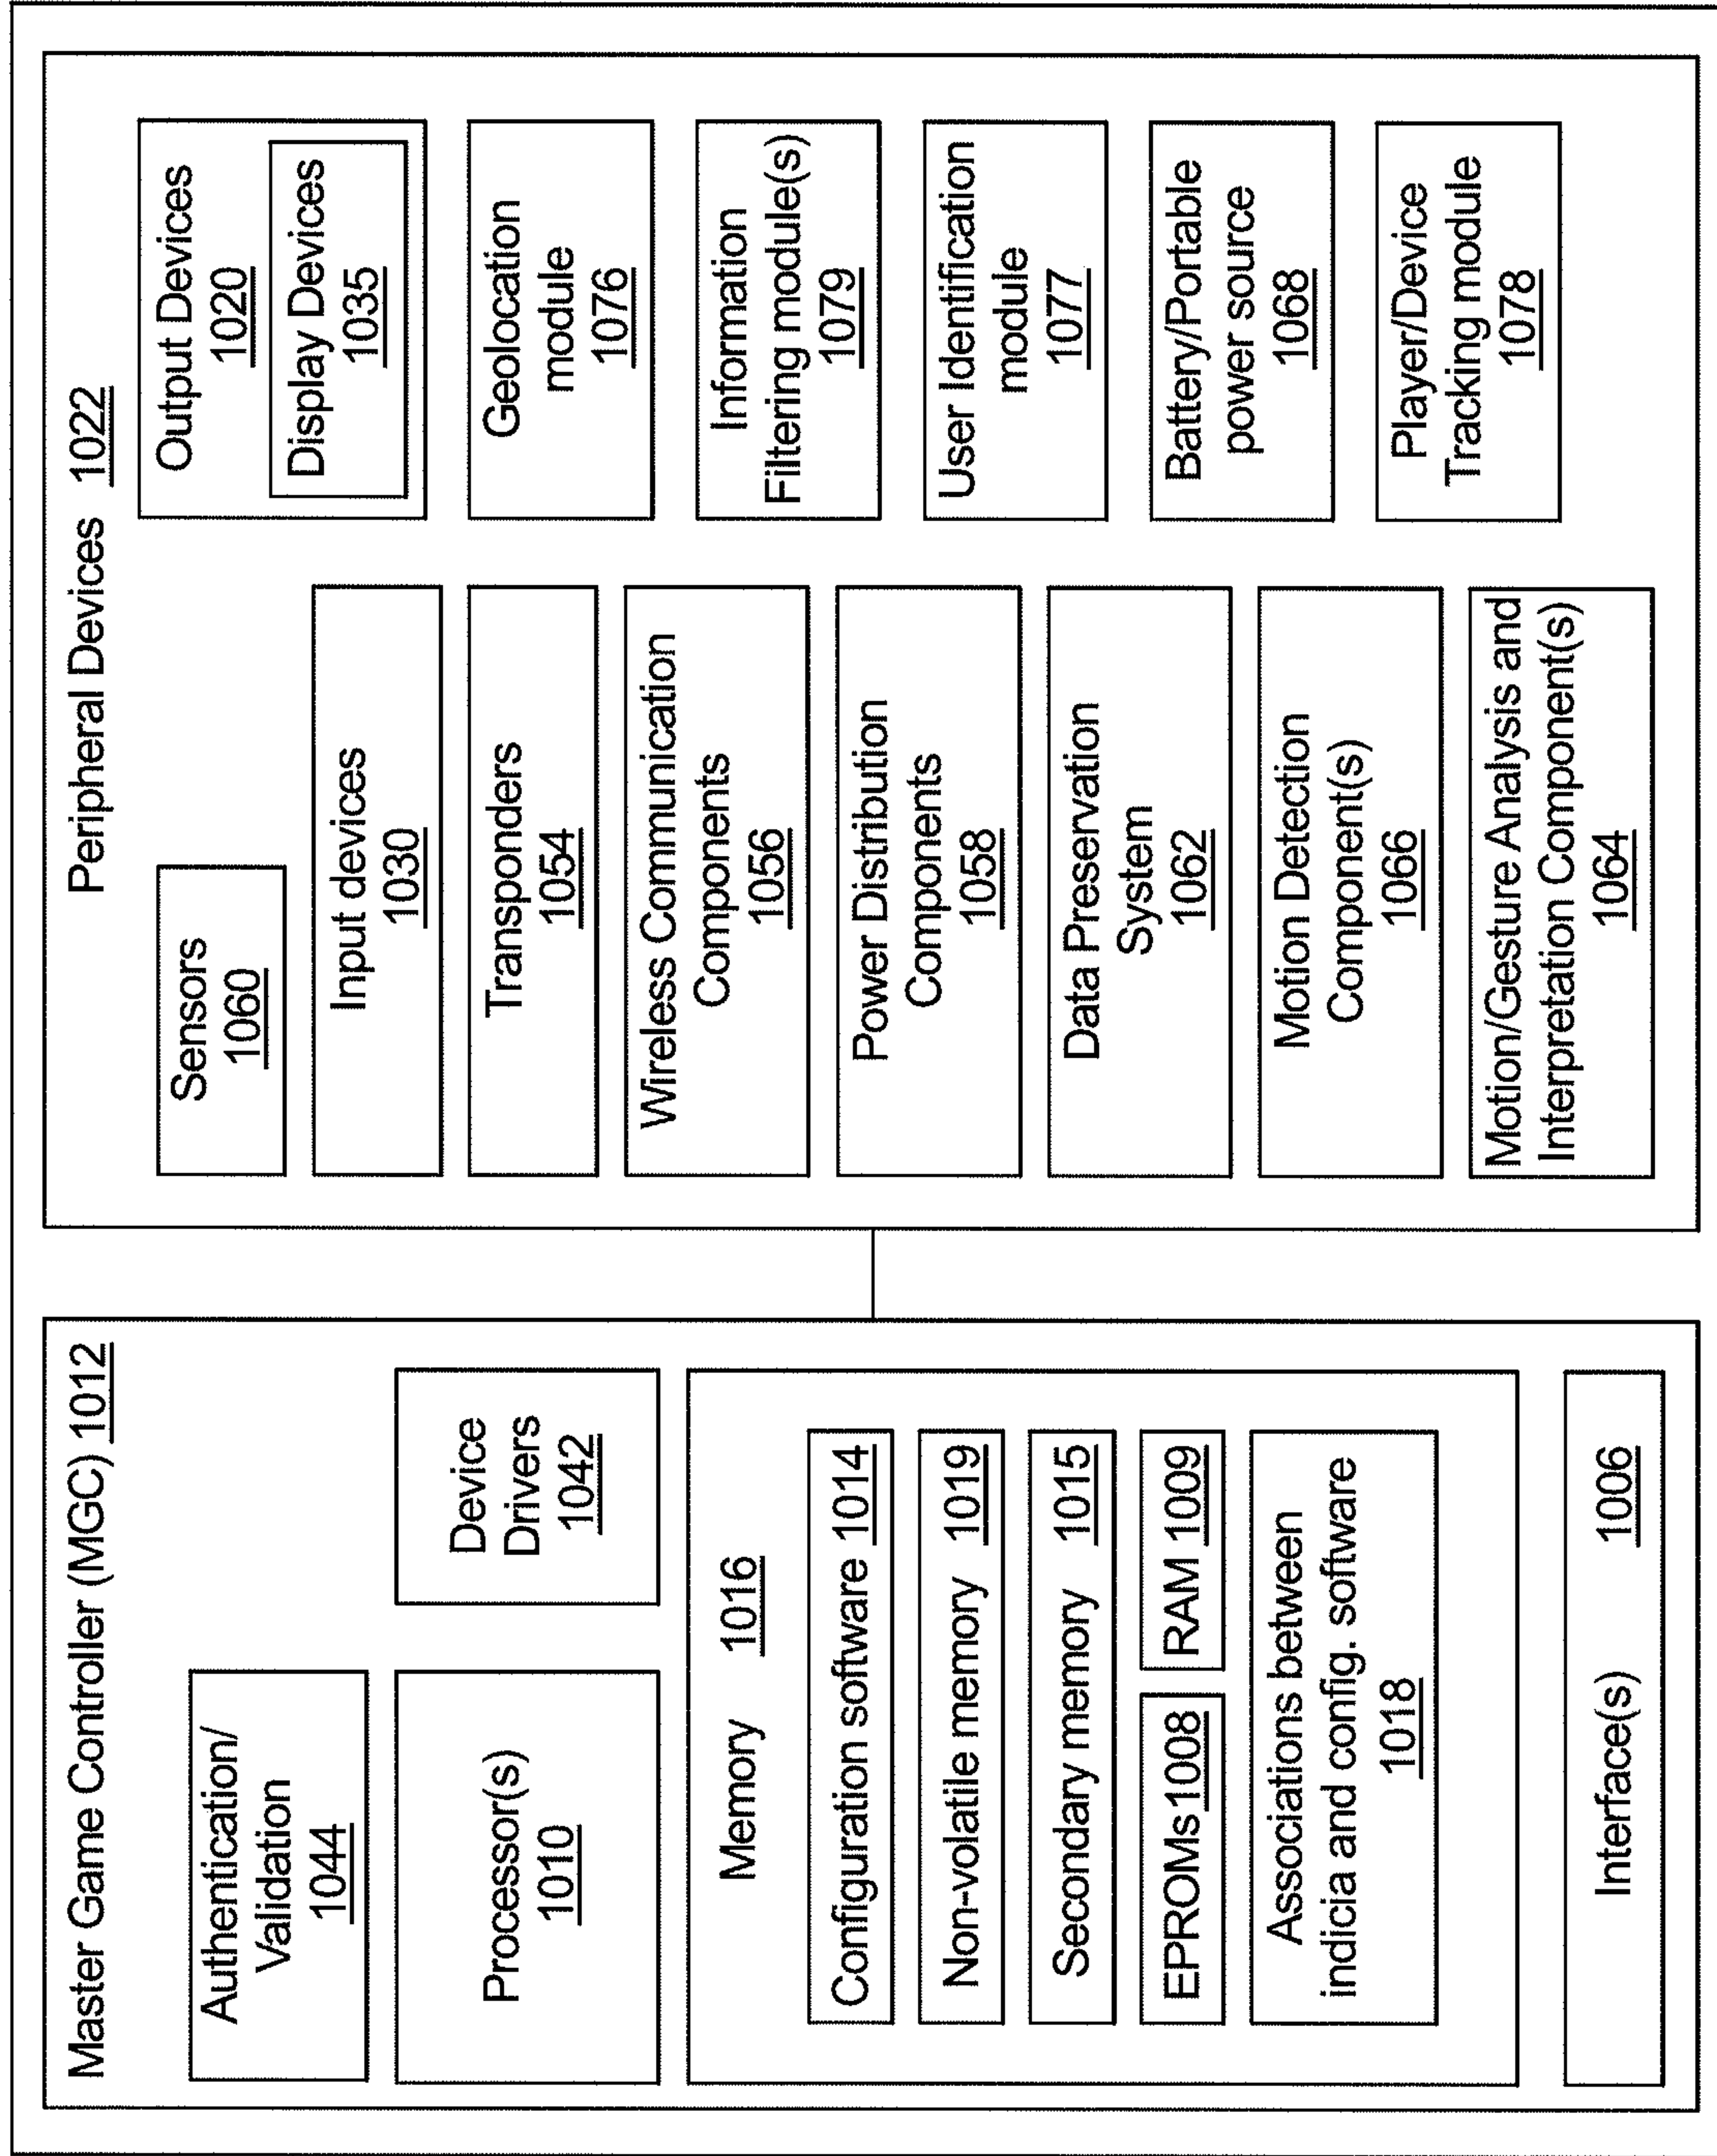 Master Game Controller (MGC) 1012
Authentication/
Validation
1044
Processor(s)
1010
Device
Drivers
1042
Memory 1016
Configuration software 1014
Non-volatile memory 1019
Secondary memory 1015
EPROMs 1008
RAM 1009
Associations between
indicia and config. software
1018
Interface(s) 1006
Peripheral Devices 1022
Sensors
1060
Input devices
1030
Transponders
1054
Wireless Communication
Components
1056
Power Distribution
Components
1058
Data Preservation
System
1062
Motion Detection
Component(s)
1066
Motion/Gesture Analysis and
Interpretation Component(s)
1064
Output Devices
1020
Display Devices
1035
Geolocation
module
1076
Information
Filtering module(s)
1079
User Identification
module
1077
Battery/Portable
power source
1068
Player/Device
Tracking module
1078